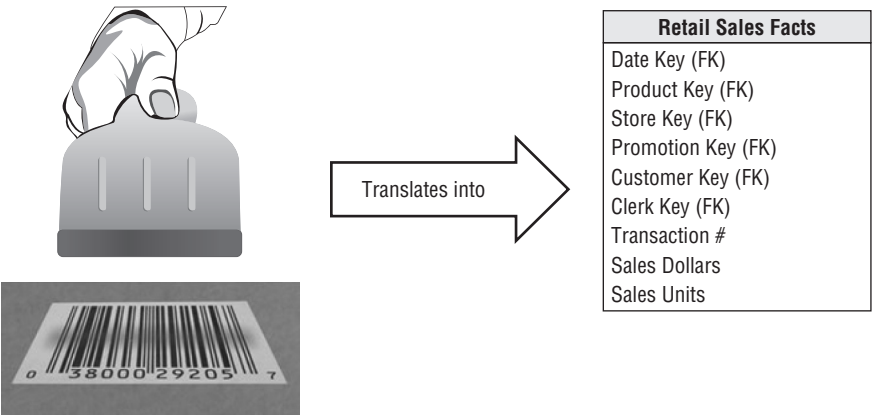 0 38000 29205 7
Translates into
Retail Sales Facts
Date Key (FK)
Product Key (FK)
Store Key (FK)
Promotion Key (FK)
Customer Key (FK)
Clerk Key (FK)
Transaction #
Sales Dollars
Sales Units